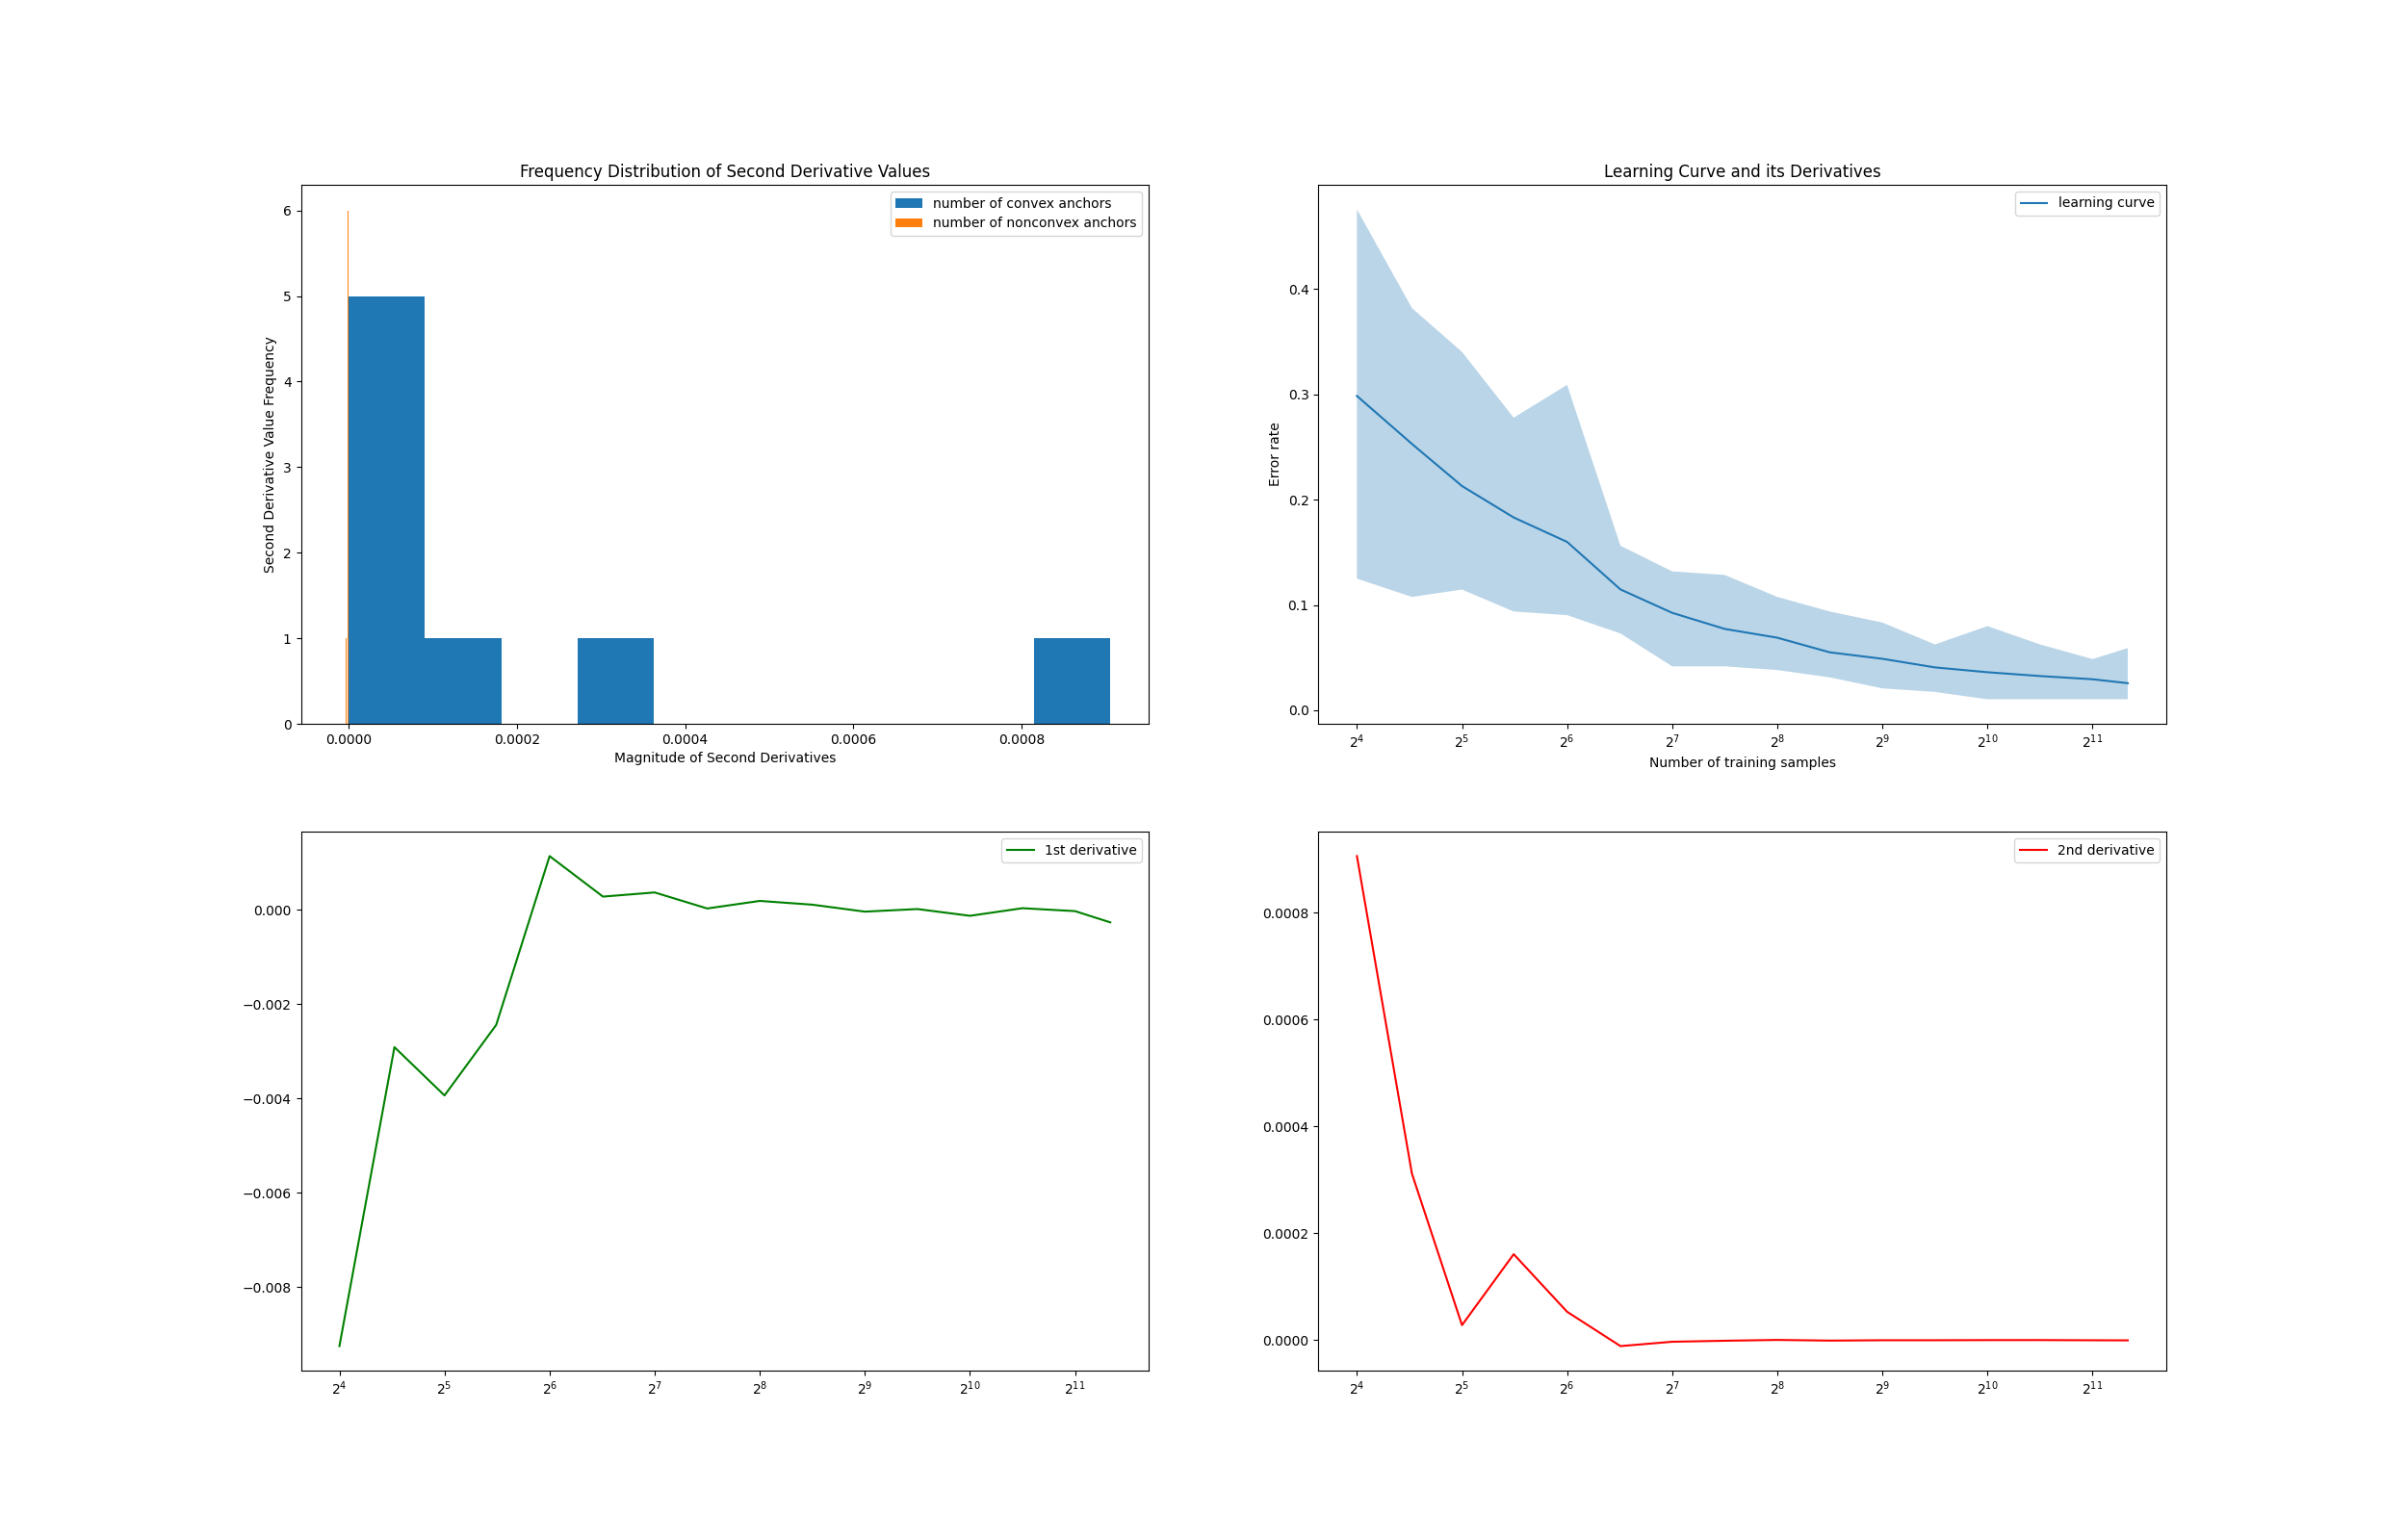 Frequency Distribution of Second Derivative Values
number of convex anchors
number of nonconvex anchors
Second Derivative Value Frequency
6
5
4
3
2
1
0
0.0000 0.0002 0.0004 0.0006 0.0008
Magnitude of Second Derivatives
Learning Curve and its Derivatives
learning curve
Error rate
0.4
0.3
0.2
0.1
0.0
2^4 2^5 2^6 2^7 2^8 2^9 2^10 2^11
Number of training samples
1st derivative
0.000
−0.002
−0.004
−0.006
−0.008
2^4 2^5 2^6 2^7 2^8 2^9 2^10 2^11
2nd derivative
0.0008
0.0006
0.0004
0.0002
0.0000
2^4 2^5 2^6 2^7 2^8 2^9 2^10 2^11